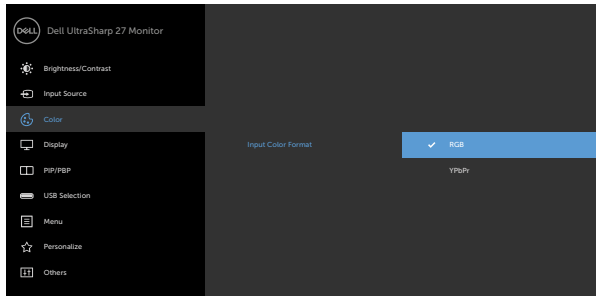 DELL
Dell UltraSharp 27 Monitor
Brightness/Contrast
Input Source
Color
Display
Input Color Format
RGB
PIP/PBP
YPbPr
USB Selection
Menu
Personalize
Others